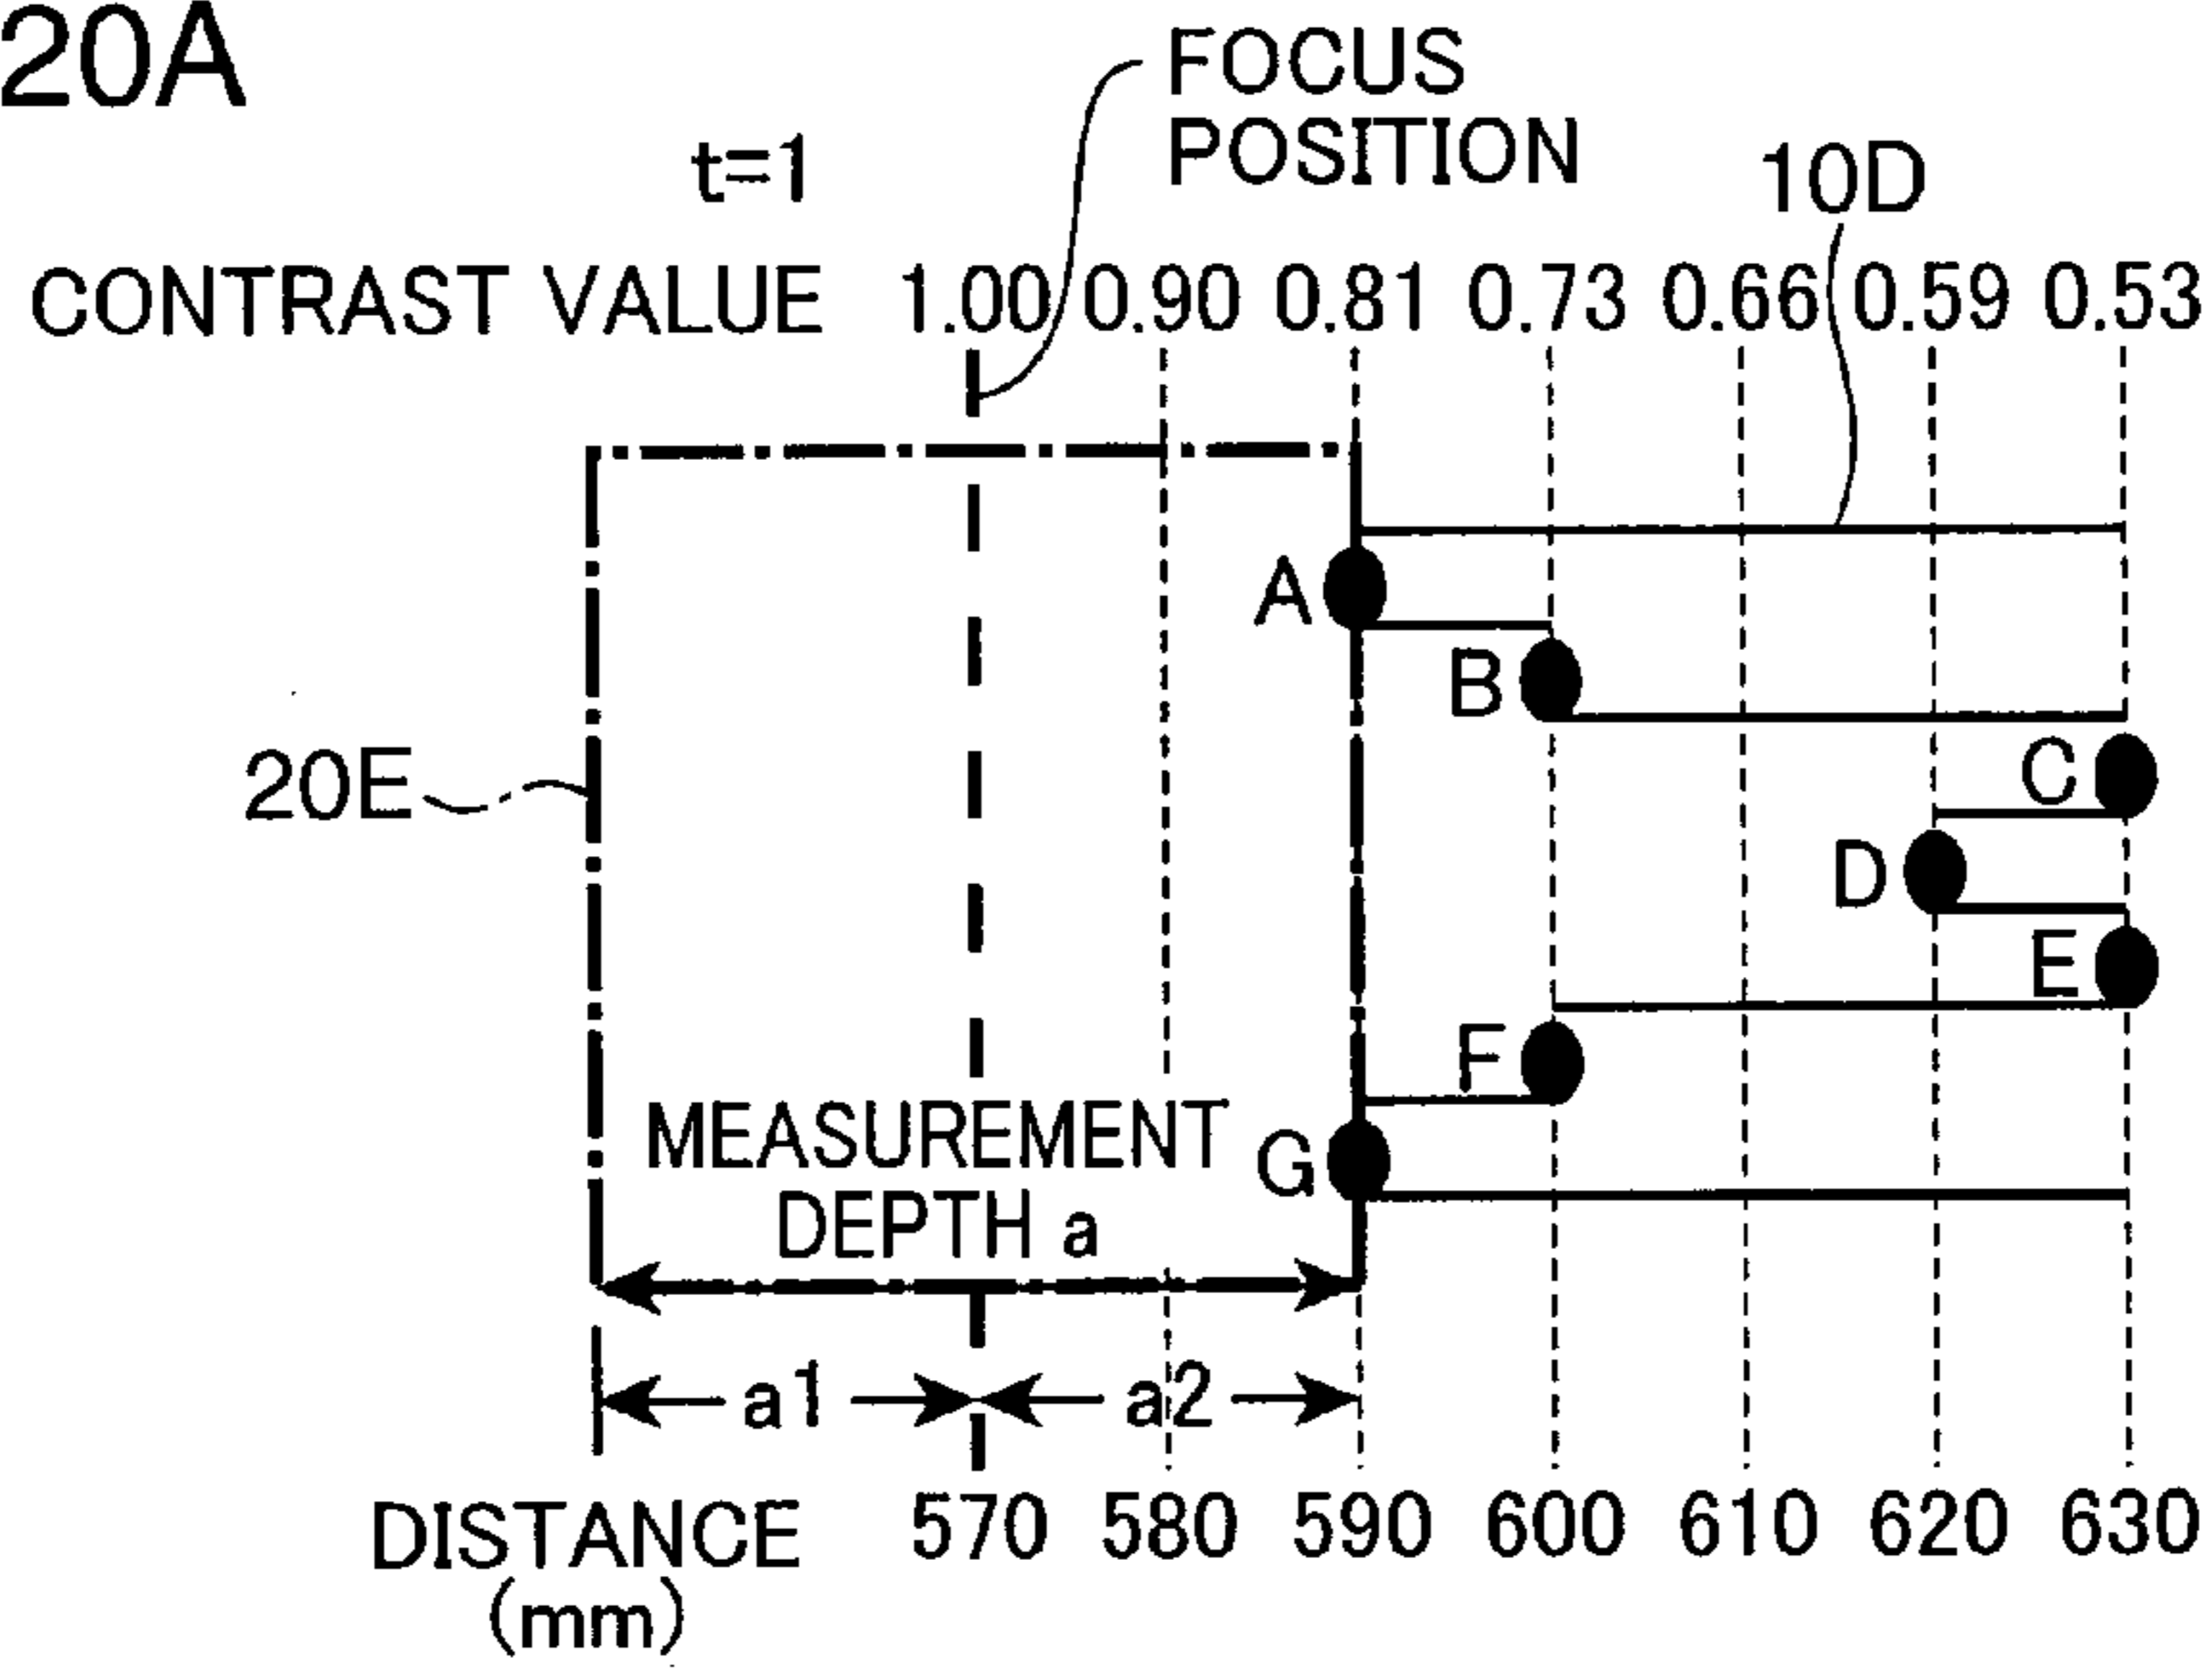 20A
FOCUS
POSITION
t=1
10D
CONTRAST VALUE 1.00 0.90 0.81 0.73 0.66 0.59 0.53
A
B
C
20E
D
E
F
MEASUREMENT
G
DEPTH a
a1 a2
DISTANCE 570 580 590 600 610 620 630
(mm)